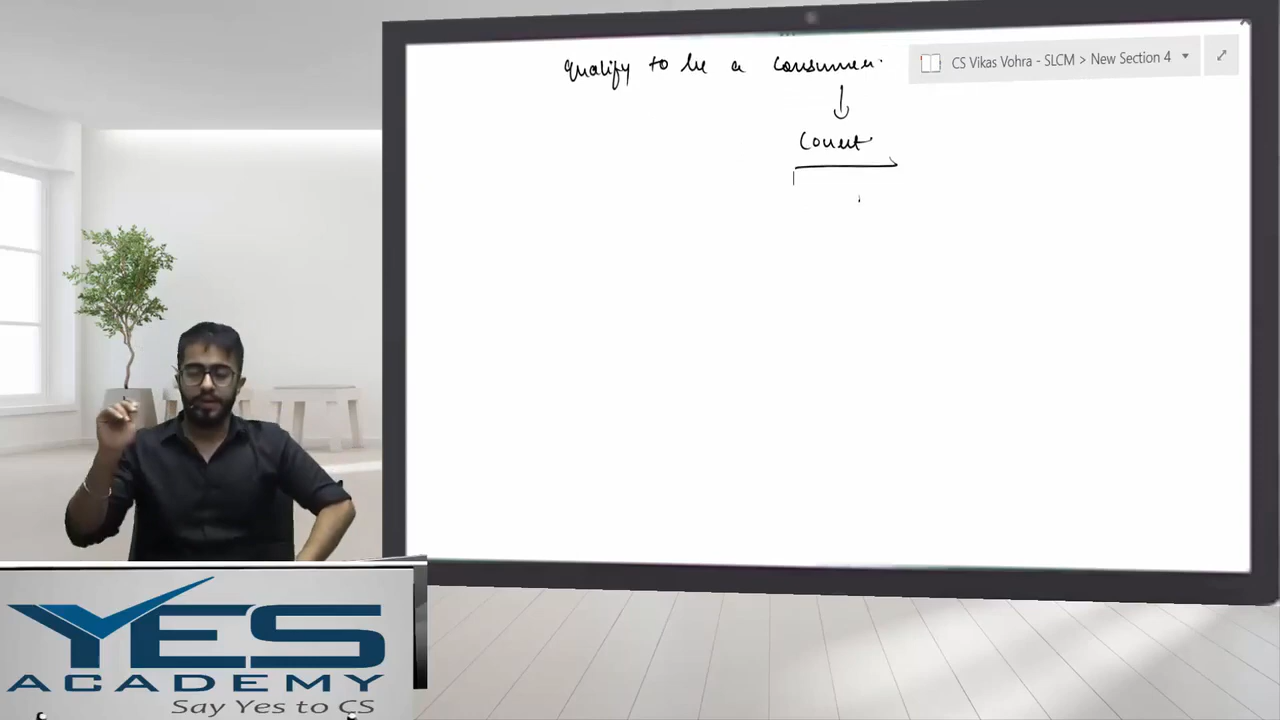 qualify to be a consumer.
CS Vikas Vohra - SLCM > New Section 4
Court
YES
ACADEMY
Say Yes to CS